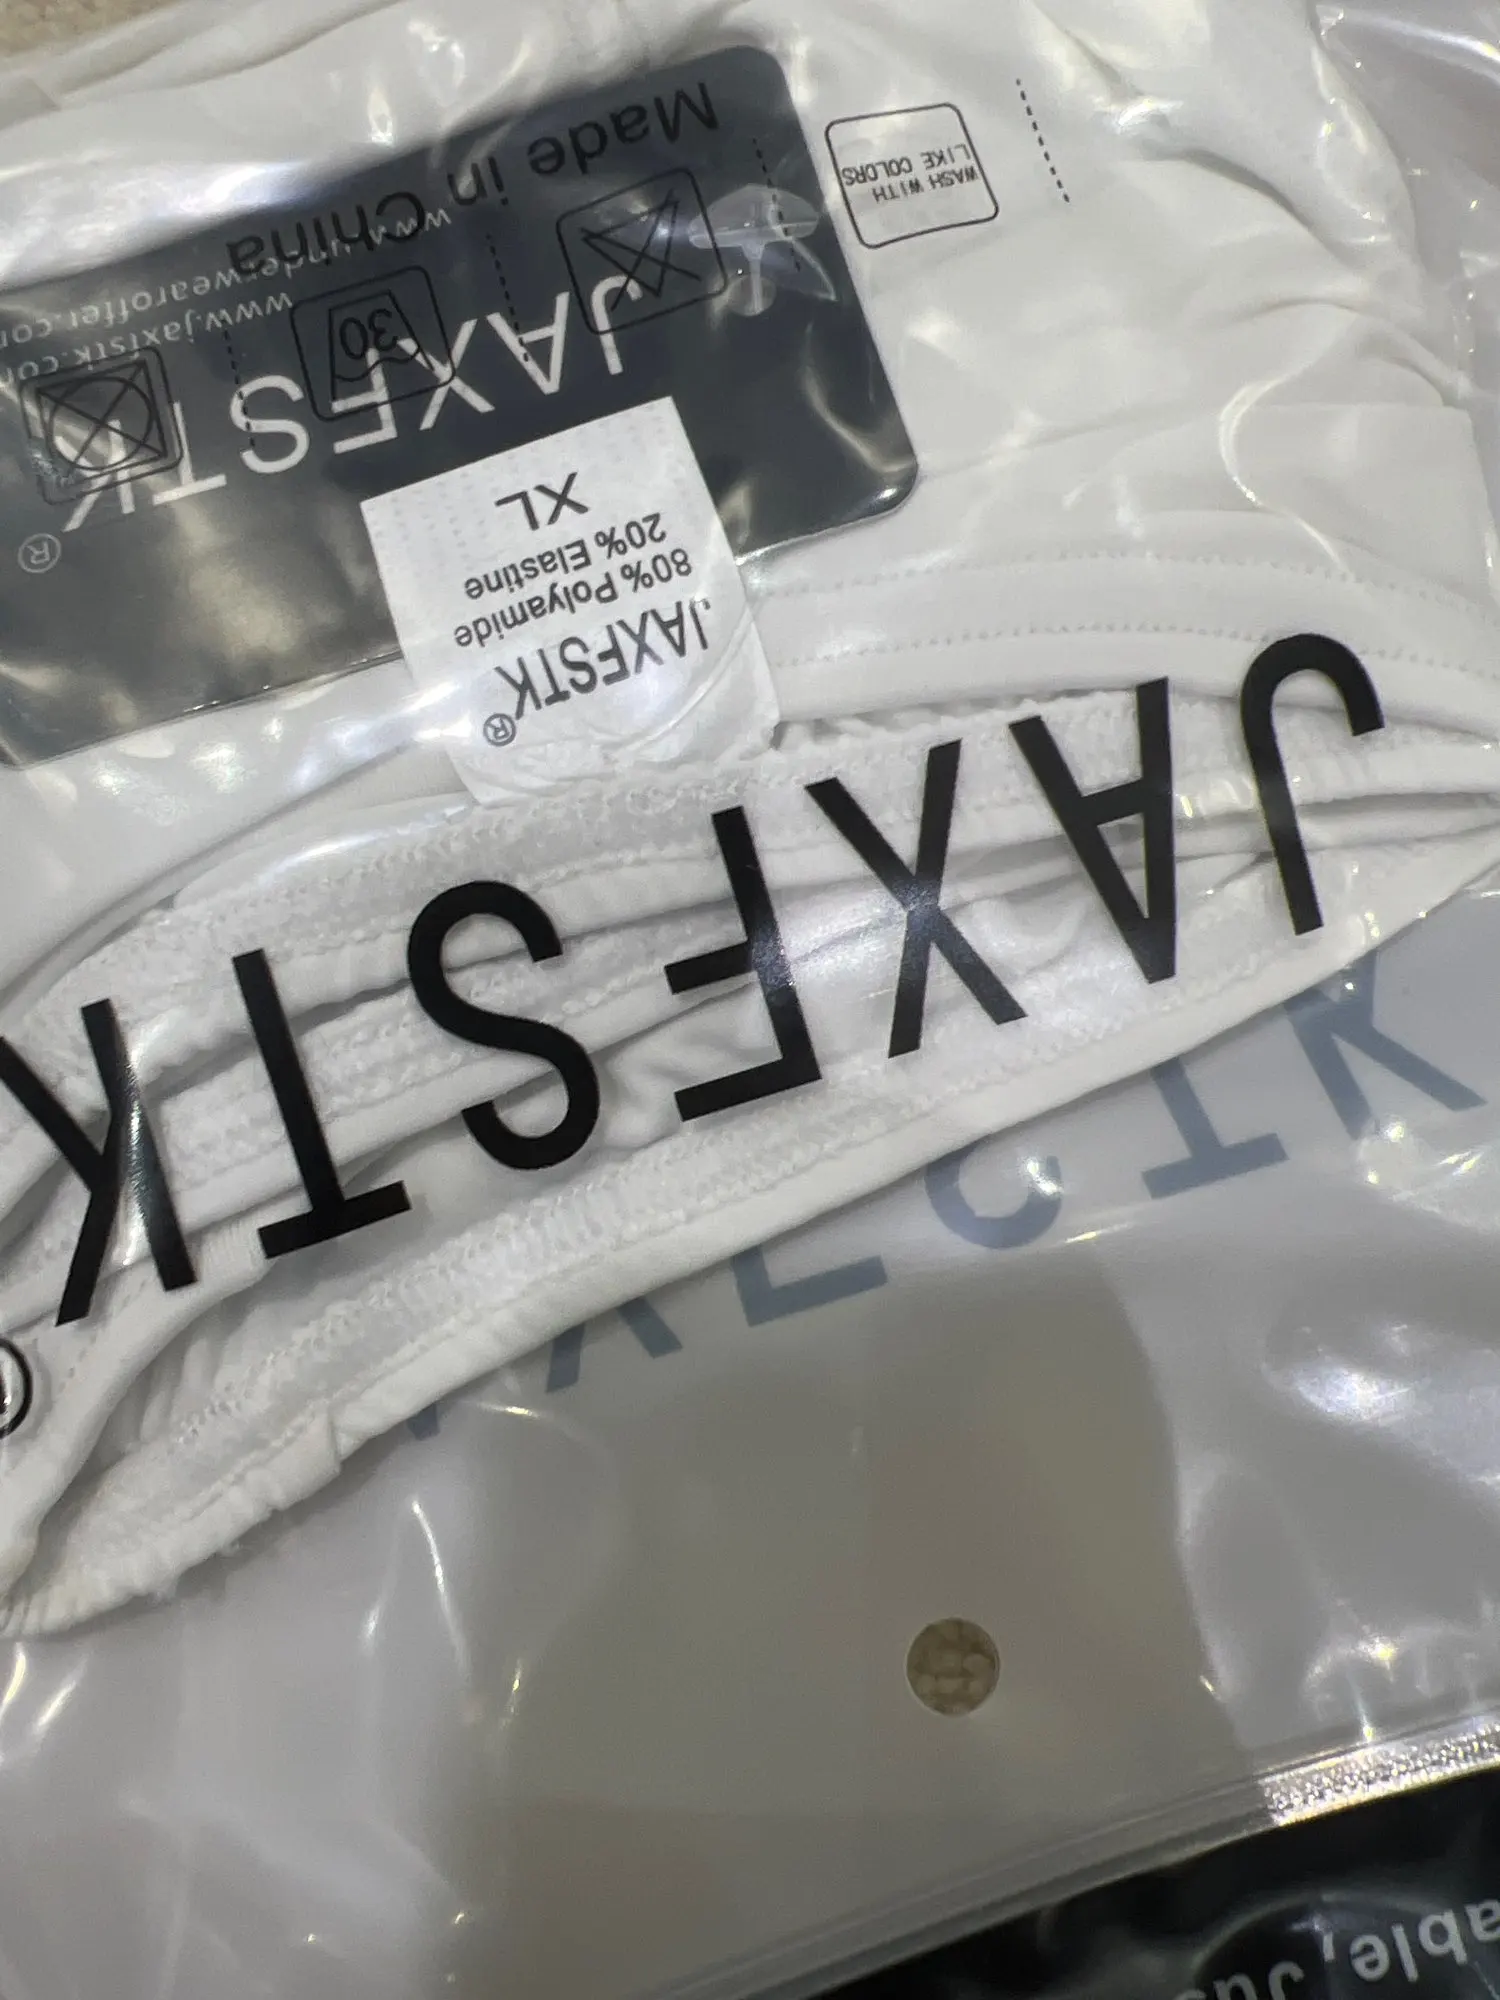 JAXFSTK
JAXFSTK®
80% Polyamide
20% Elastine
XL
JAXFSTK®
www.jaxfstk.com
www.underwearoffer.com
Made in China
30
WASH WITH
LIKE COLORS